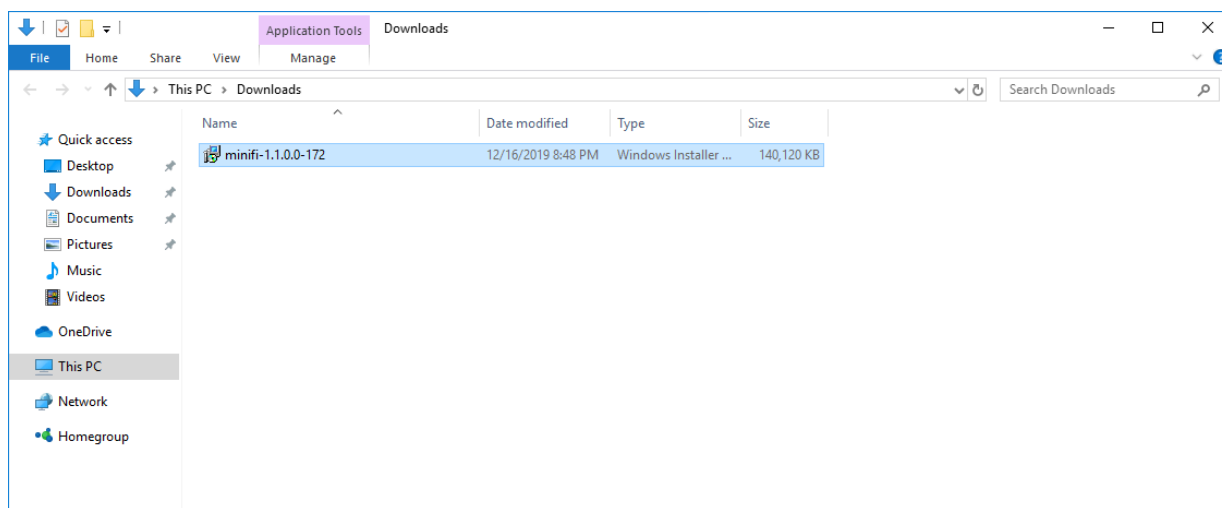 Application Tools Downloads
File Home Share View Manage
This PC Downloads Search Downloads
Quick access
Desktop
Downloads
Documents
Pictures
Music
Videos
OneDrive
This PC
Network
Homegroup
Name Date modified Type Size
minifi-1.1.0.0-172 12/16/2019 8:48 PM Windows Installer ... 140,120 KB